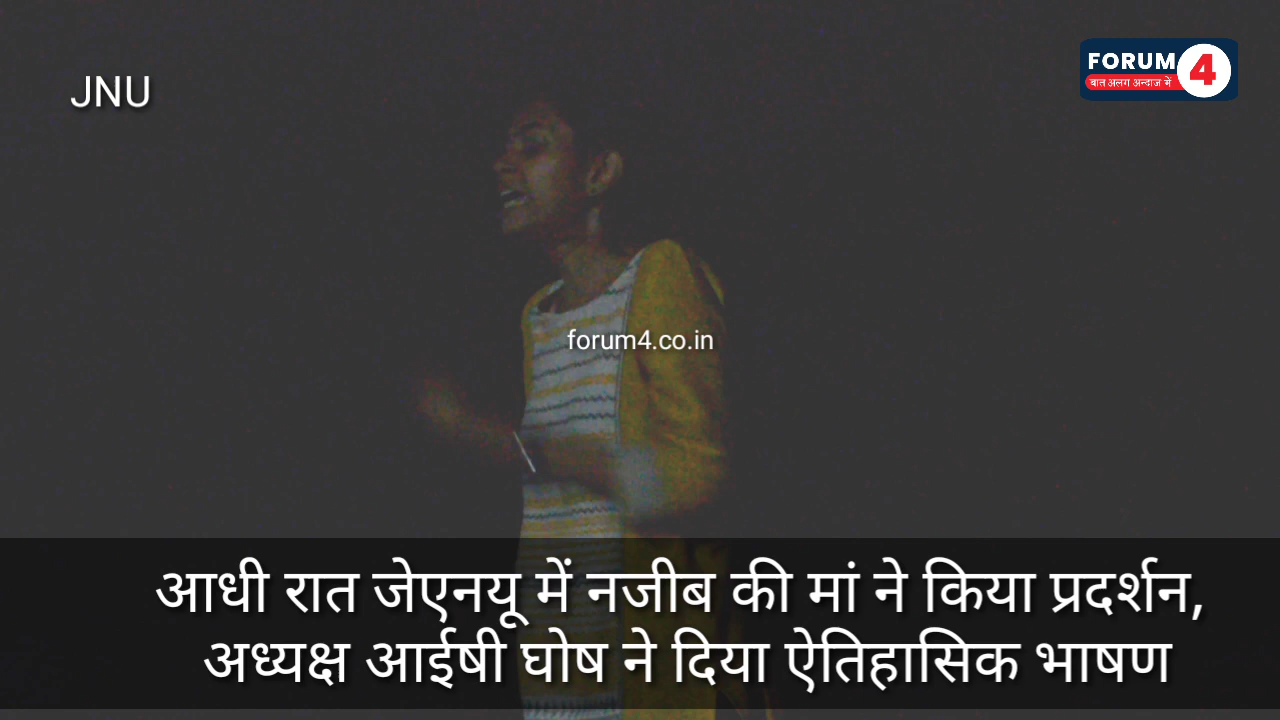 JNU
FORUM 4
बात अलग अन्दाज में
forum4.co.in
आधी रात जेएनयू में नजीब की मां ने किया प्रदर्शन,
अध्यक्ष आईषी घोष ने दिया ऐतिहासिक भाषण